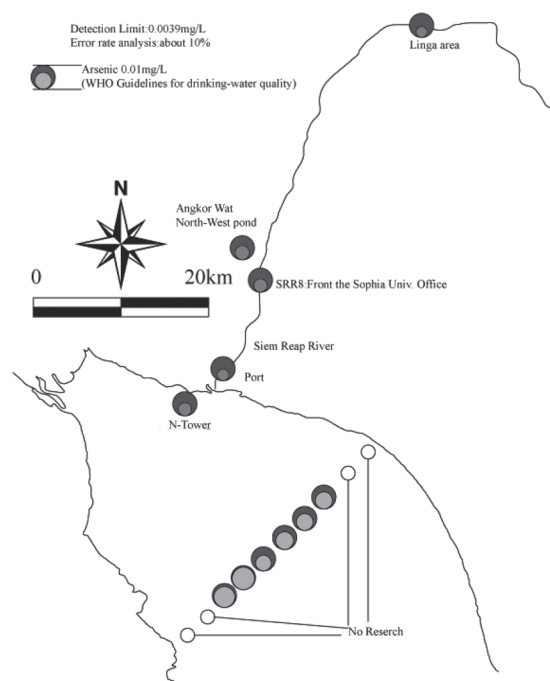 Detection Limit:0.0039mg/L
Error rate analysis:about 10%
Arsenic 0.01mg/L
(WHO Guidelines for drinking-water quality)
Linga area
N
Angkor Wat
North-West pond
0 20km
SRR8:Front the Sophia Univ. Office
Siem Reap River
Port
N-Tower
No Reserch